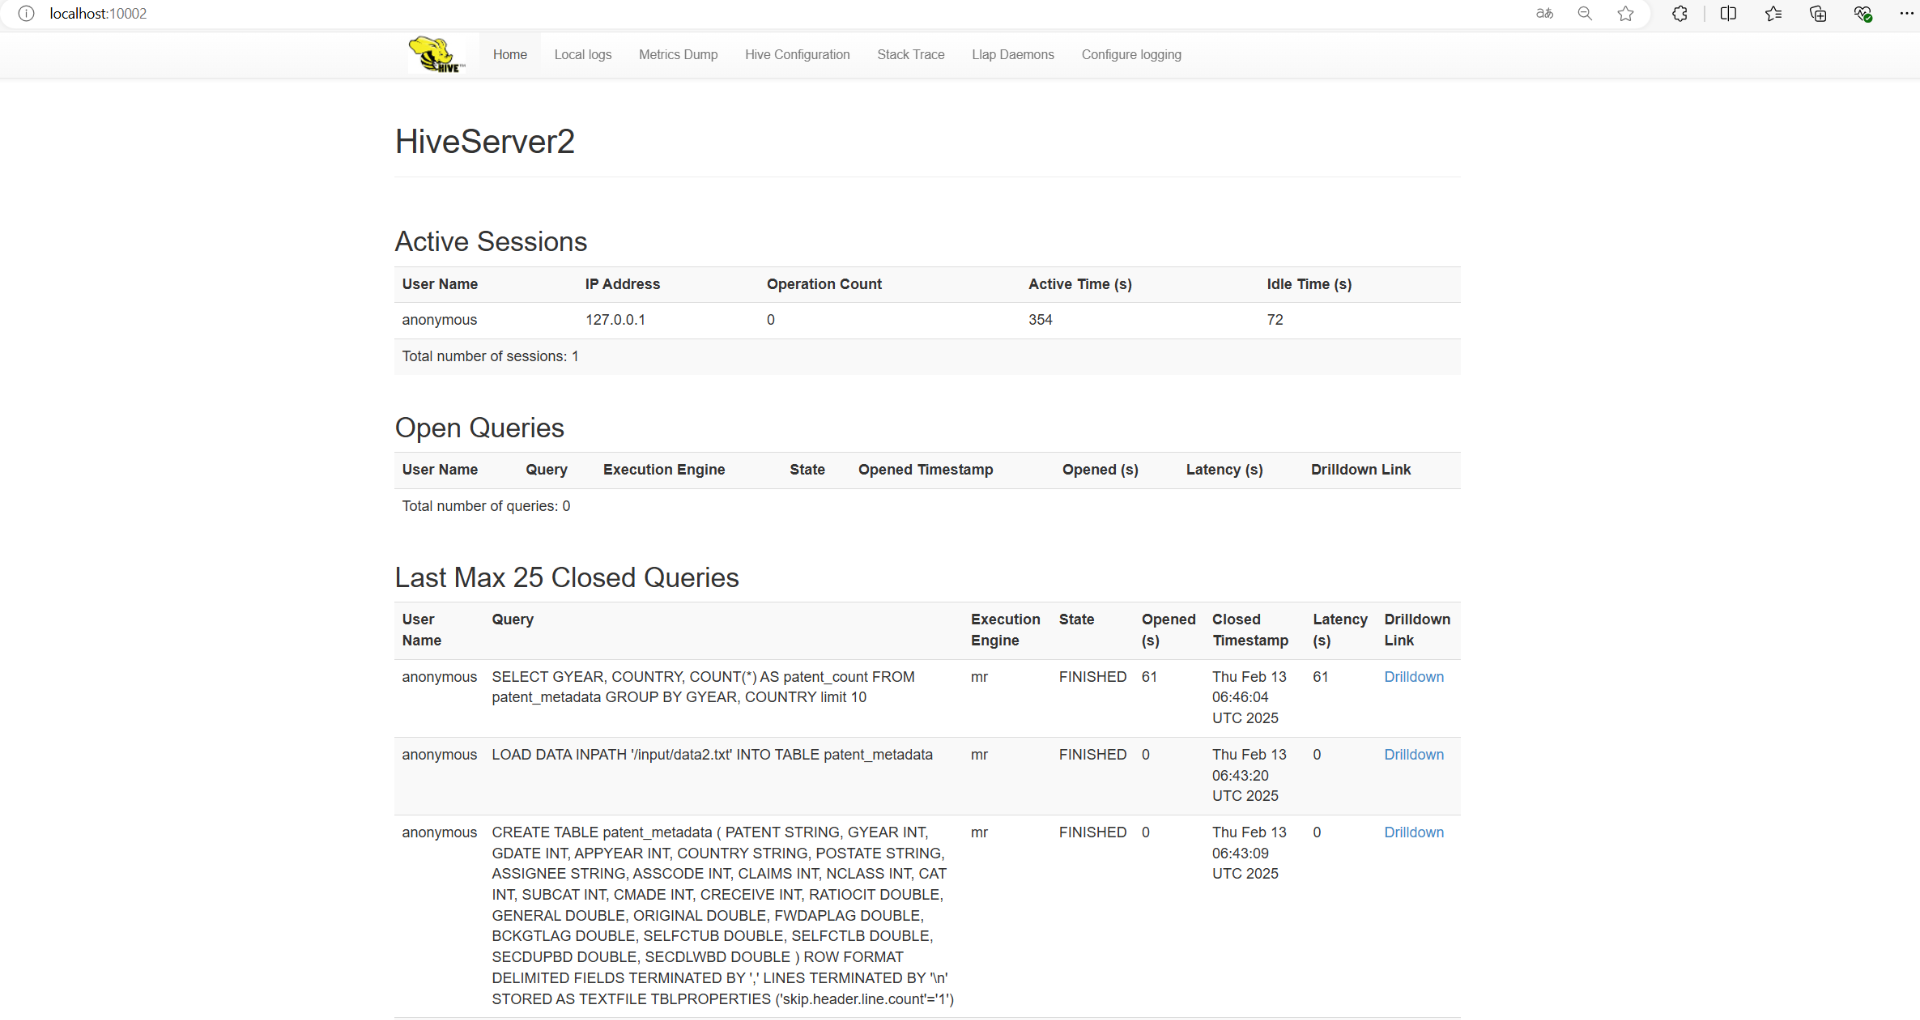 localhost:10002
aあ
HIVE
Home Local logs Metrics Dump Hive Configuration Stack Trace Llap Daemons Configure logging
HiveServer2
Active Sessions
User Name IP Address Operation Count Active Time (s) Idle Time (s)
anonymous 127.0.0.1 0 354 72
Total number of sessions: 1
Open Queries
User Name Query Execution Engine State Opened Timestamp Opened (s) Latency (s) Drilldown Link
Total number of queries: 0
Last Max 25 Closed Queries
User Query Execution State Opened Closed Latency Drilldown
Name Engine (s) Timestamp (s) Link
anonymous SELECT GYEAR, COUNTRY, COUNT(*) AS patent_count FROM mr FINISHED 61 Thu Feb 13 61 Drilldown
patent_metadata GROUP BY GYEAR, COUNTRY limit 10 06:46:04
UTC 2025
anonymous LOAD DATA INPATH '/input/data2.txt' INTO TABLE patent_metadata mr FINISHED 0 Thu Feb 13 0 Drilldown
06:43:20
UTC 2025
anonymous CREATE TABLE patent_metadata ( PATENT STRING, GYEAR INT, mr FINISHED 0 Thu Feb 13 0 Drilldown
GDATE INT, APPYEAR INT, COUNTRY STRING, POSTATE STRING, 06:43:09
ASSIGNEE STRING, ASSCODE INT, CLAIMS INT, NCLASS INT, CAT UTC 2025
INT, SUBCAT INT, CMADE INT, CRECEIVE INT, RATIOCIT DOUBLE,
GENERAL DOUBLE, ORIGINAL DOUBLE, FWDAPLAG DOUBLE,
BCKGTLAG DOUBLE, SELFCTUB DOUBLE, SELFCTLB DOUBLE,
SECDUPBD DOUBLE, SECDLWBD DOUBLE ) ROW FORMAT
DELIMITED FIELDS TERMINATED BY ',' LINES TERMINATED BY '\n'
STORED AS TEXTFILE TBLPROPERTIES ('skip.header.line.count'='1')